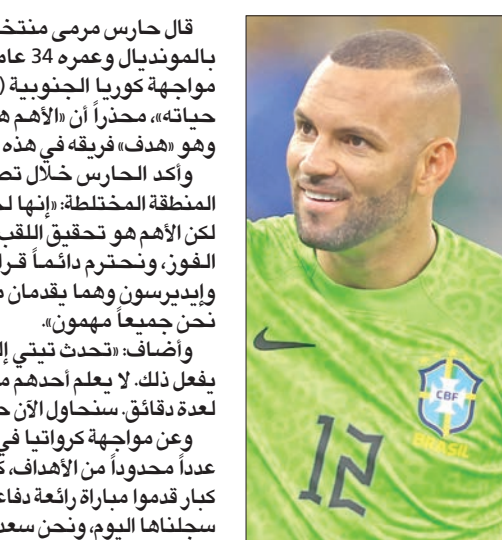 قال حارس مرمى منتخ
بالمونديال وعمره 34 عام
مواجهة كوريا الجنوبية (
حياته»، محذراً أن «الأهم ه
وهو «هدف» فريقه في هذه
وأكد الحارس خلال تص
المنطقة المختلطة: «إنها لح
لكن الأهم هو تحقيق اللقب
الفوز، ونحترم دائماً قرا
وإيديرسون وهما يقدمان م
نحن جميعاً مهمون».
وأضاف: «تحدث تيتي إل
يفعل ذلك. لا يعلم أحدهم م
لعدة دقائق. سنحاول الآن ح
وعن مواجهة كرواتيا في
عدداً محدوداً من الأهداف، ك
كبار قدموا مباراة رائعة دفاع
سجلناها اليوم، ونحن سعد
CBF
BRASIL
12